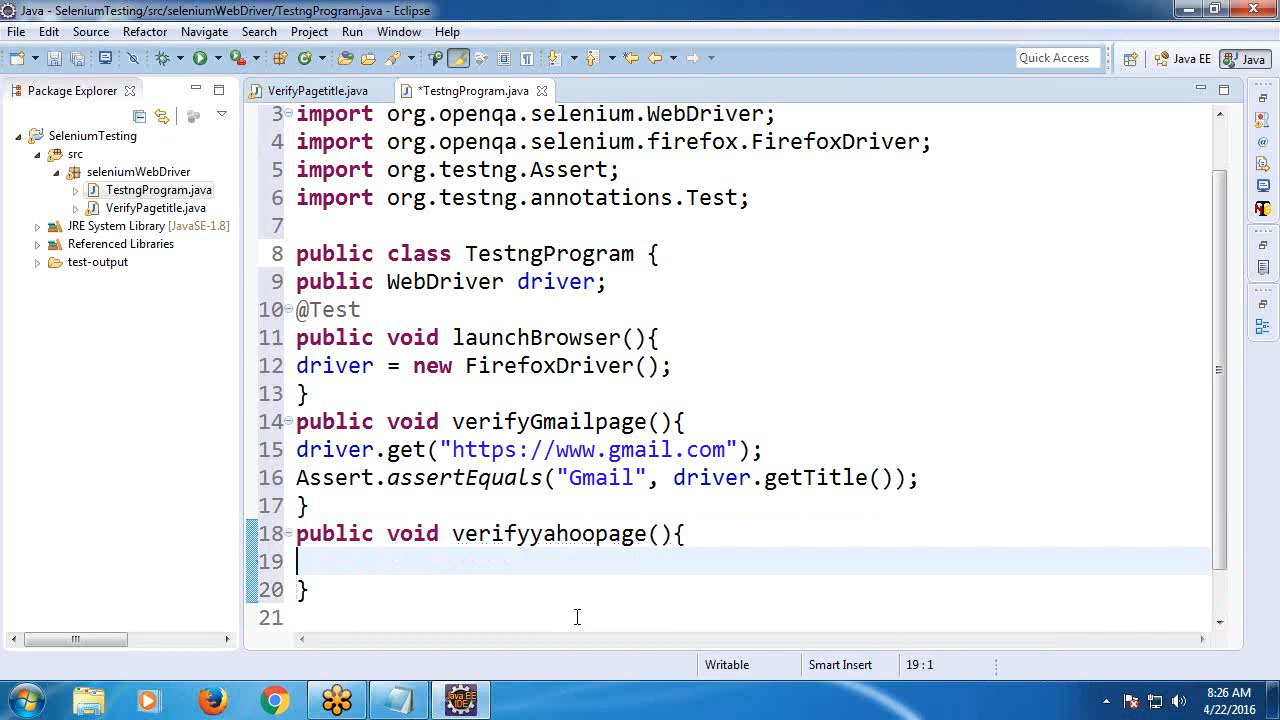 Java - SeleniumTesting/src/seleniumWebDriver/TestngProgram.java - Eclipse
File Edit Source Refactor Navigate Search Project Run Window Help
Quick Access Java EE Java
Package Explorer
VerifyPagetitle.java *TestngProgram.java
SeleniumTesting
src
seleniumWebDriver
TestngProgram.java
VerifyPagetitle.java
JRE System Library [JavaSE-1.8]
Referenced Libraries
test-output
3 import org.openqa.selenium.WebDriver;
4 import org.openqa.selenium.firefox.FirefoxDriver;
5 import org.testng.Assert;
6 import org.testng.annotations.Test;
7
8 public class TestngProgram {
9 public WebDriver driver;
10 @Test
11 public void launchBrowser(){
12 driver = new FirefoxDriver();
13 }
14 public void verifyGmailpage(){
15 driver.get("https://www.gmail.com");
16 Assert.assertEquals("Gmail", driver.getTitle());
17 }
18 public void verifyyahoopage(){
19
20 }
21
Writable Smart Insert 19 : 1
Java EE
IDE
8:26 AM
4/22/2016